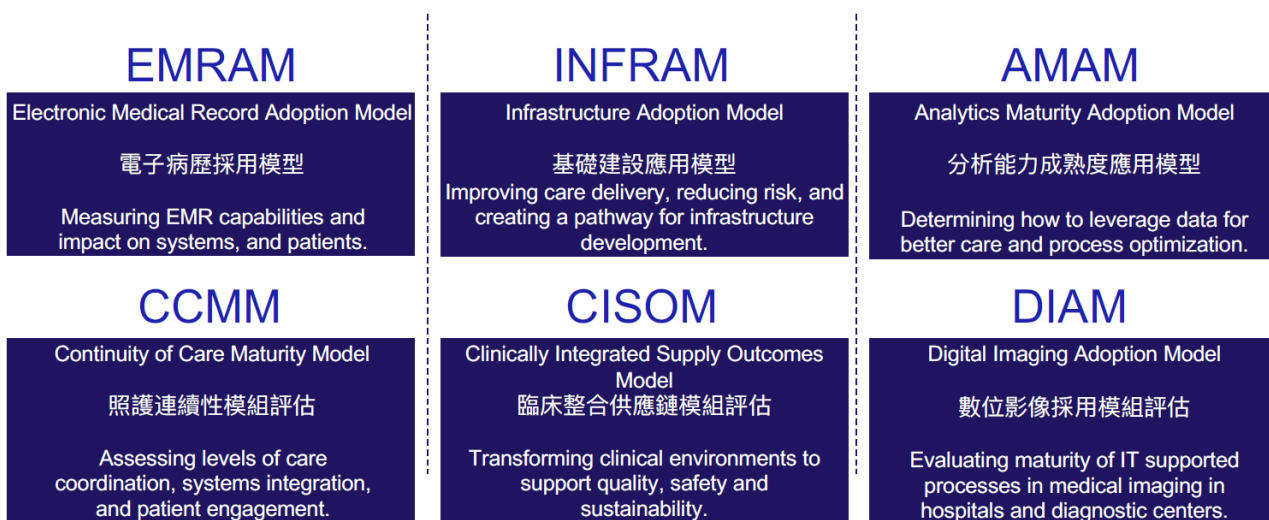 EMRAM
Electronic Medical Record Adoption Model
電子病歷採用模型
Measuring EMR capabilities and
impact on systems, and patients.
INFRAM
Infrastructure Adoption Model
基礎建設應用模型
Improving care delivery, reducing risk, and
creating a pathway for infrastructure
development.
AMAM
Analytics Maturity Adoption Model
分析能力成熟度應用模型
Determining how to leverage data for
better care and process optimization.
CCMM
Continuity of Care Maturity Model
照護連續性模組評估
Assessing levels of care
coordination, systems integration,
and patient engagement.
CISOM
Clinically Integrated Supply Outcomes
Model
臨床整合供應鏈模組評估
Transforming clinical environments to
support quality, safety and
sustainability.
DIAM
Digital Imaging Adoption Model
數位影像採用模組評估
Evaluating maturity of IT supported
processes in medical imaging in
hospitals and diagnostic centers.